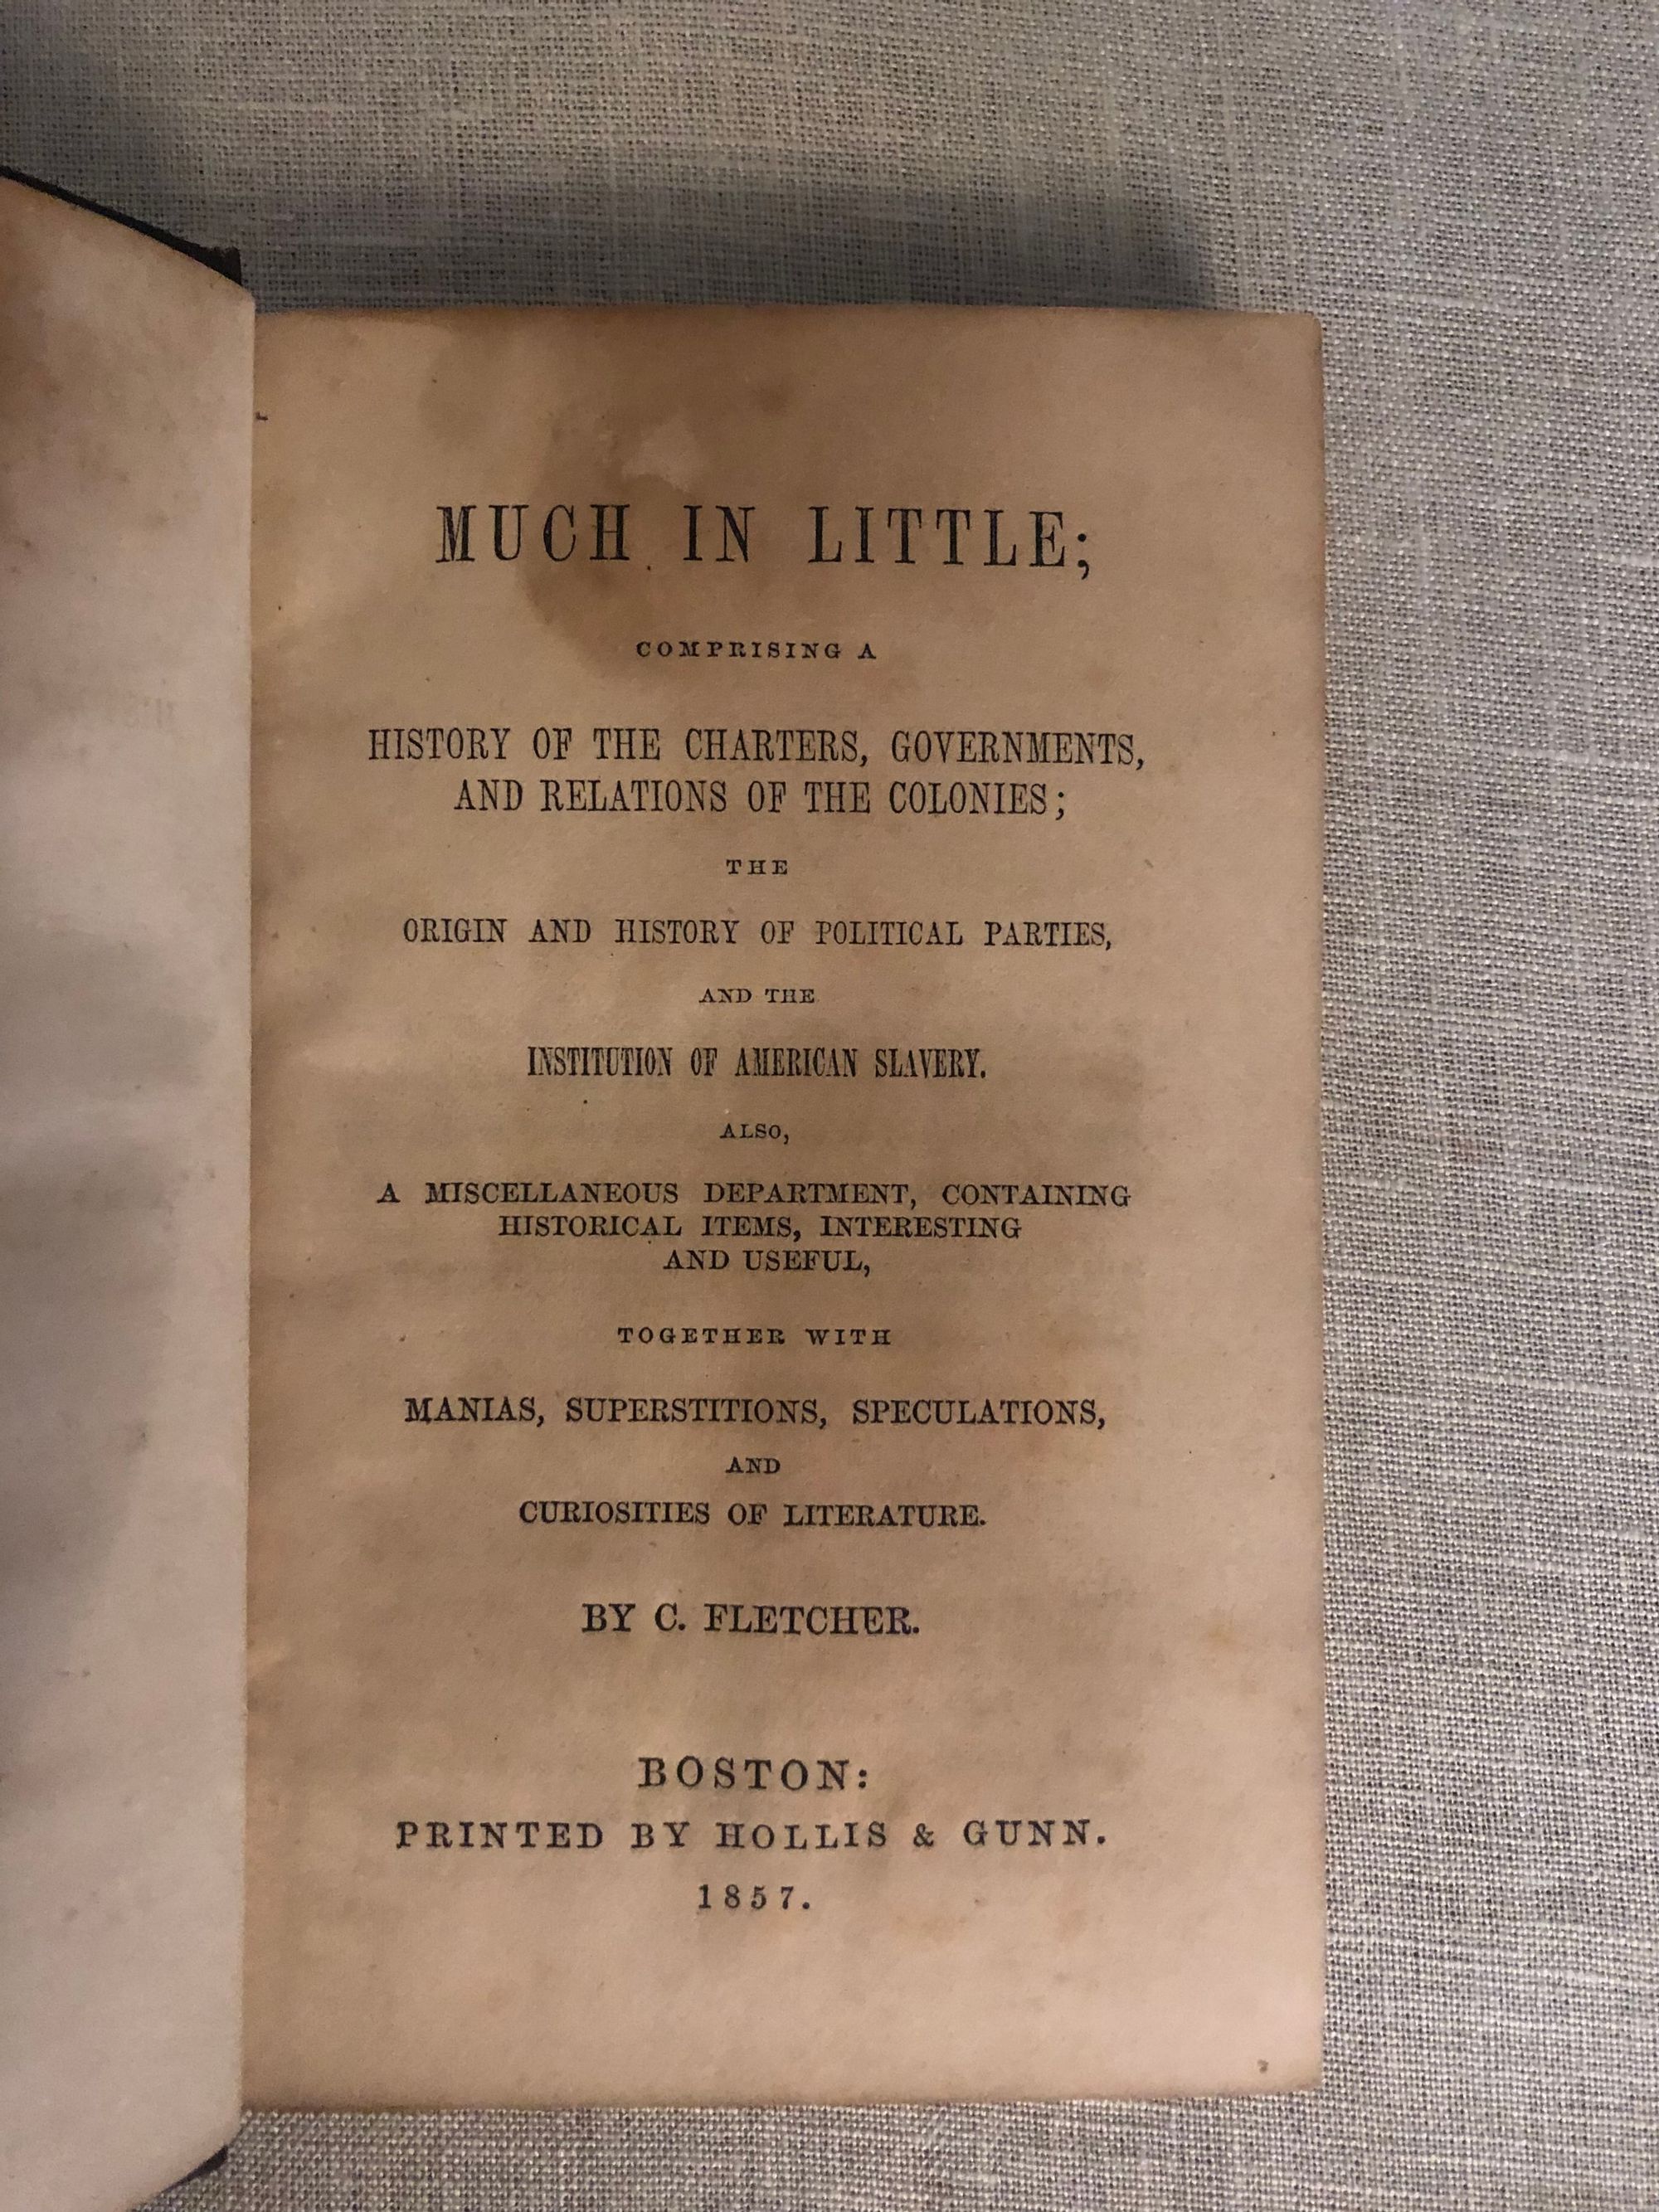 MUCH IN LITTLE;
COMPRISING A
HISTORY OF THE CHARTERS, GOVERNMENTS,
AND RELATIONS OF THE COLONIES;
THE
ORIGIN AND HISTORY OF POLITICAL PARTIES,
AND THE
INSTITUTION OF AMERICAN SLAVERY.
ALSO,
A MISCELLANEOUS DEPARTMENT, CONTAINING
HISTORICAL ITEMS, INTERESTING
AND USEFUL,
TOGETHER WITH
MANIAS, SUPERSTITIONS, SPECULATIONS,
AND
CURIOSITIES OF LITERATURE.
BY C. FLETCHER.
BOSTON:
PRINTED BY HOLLIS & GUNN.
1857.